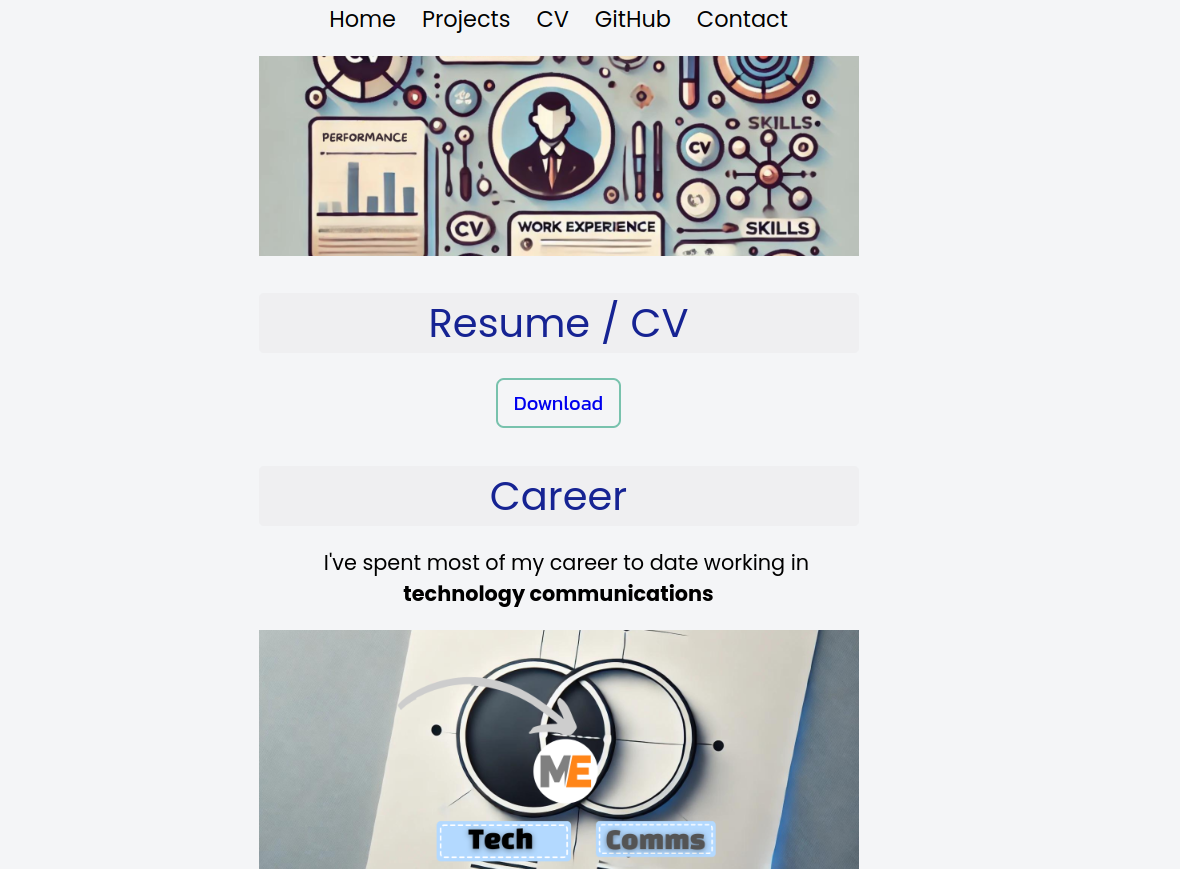 Home Projects CV GitHub Contact
CV
PERFORMANCE
SKILLS
CV
CV
WORK EXPERIENCE
SKILLS
Resume / CV
Download
Career
I've spent most of my career to date working in
technology communications
ME
Tech Comms